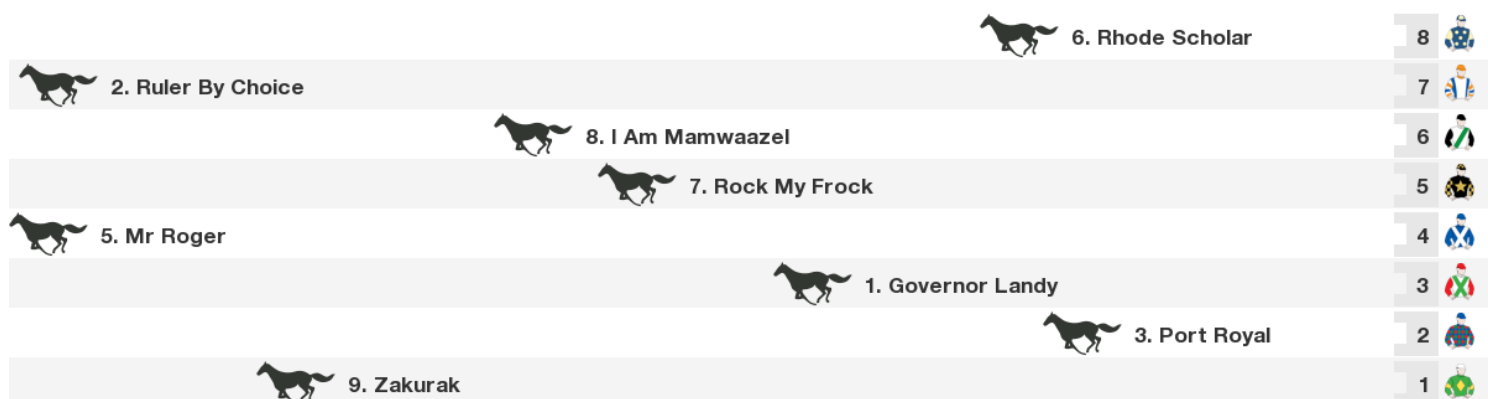 6. Rhode Scholar 8
2. Ruler By Choice 7
8. I Am Mamwaazel 6
7. Rock My Frock 5
5. Mr Roger 4
1. Governor Landy 3
3. Port Royal 2
9. Zakurak 1